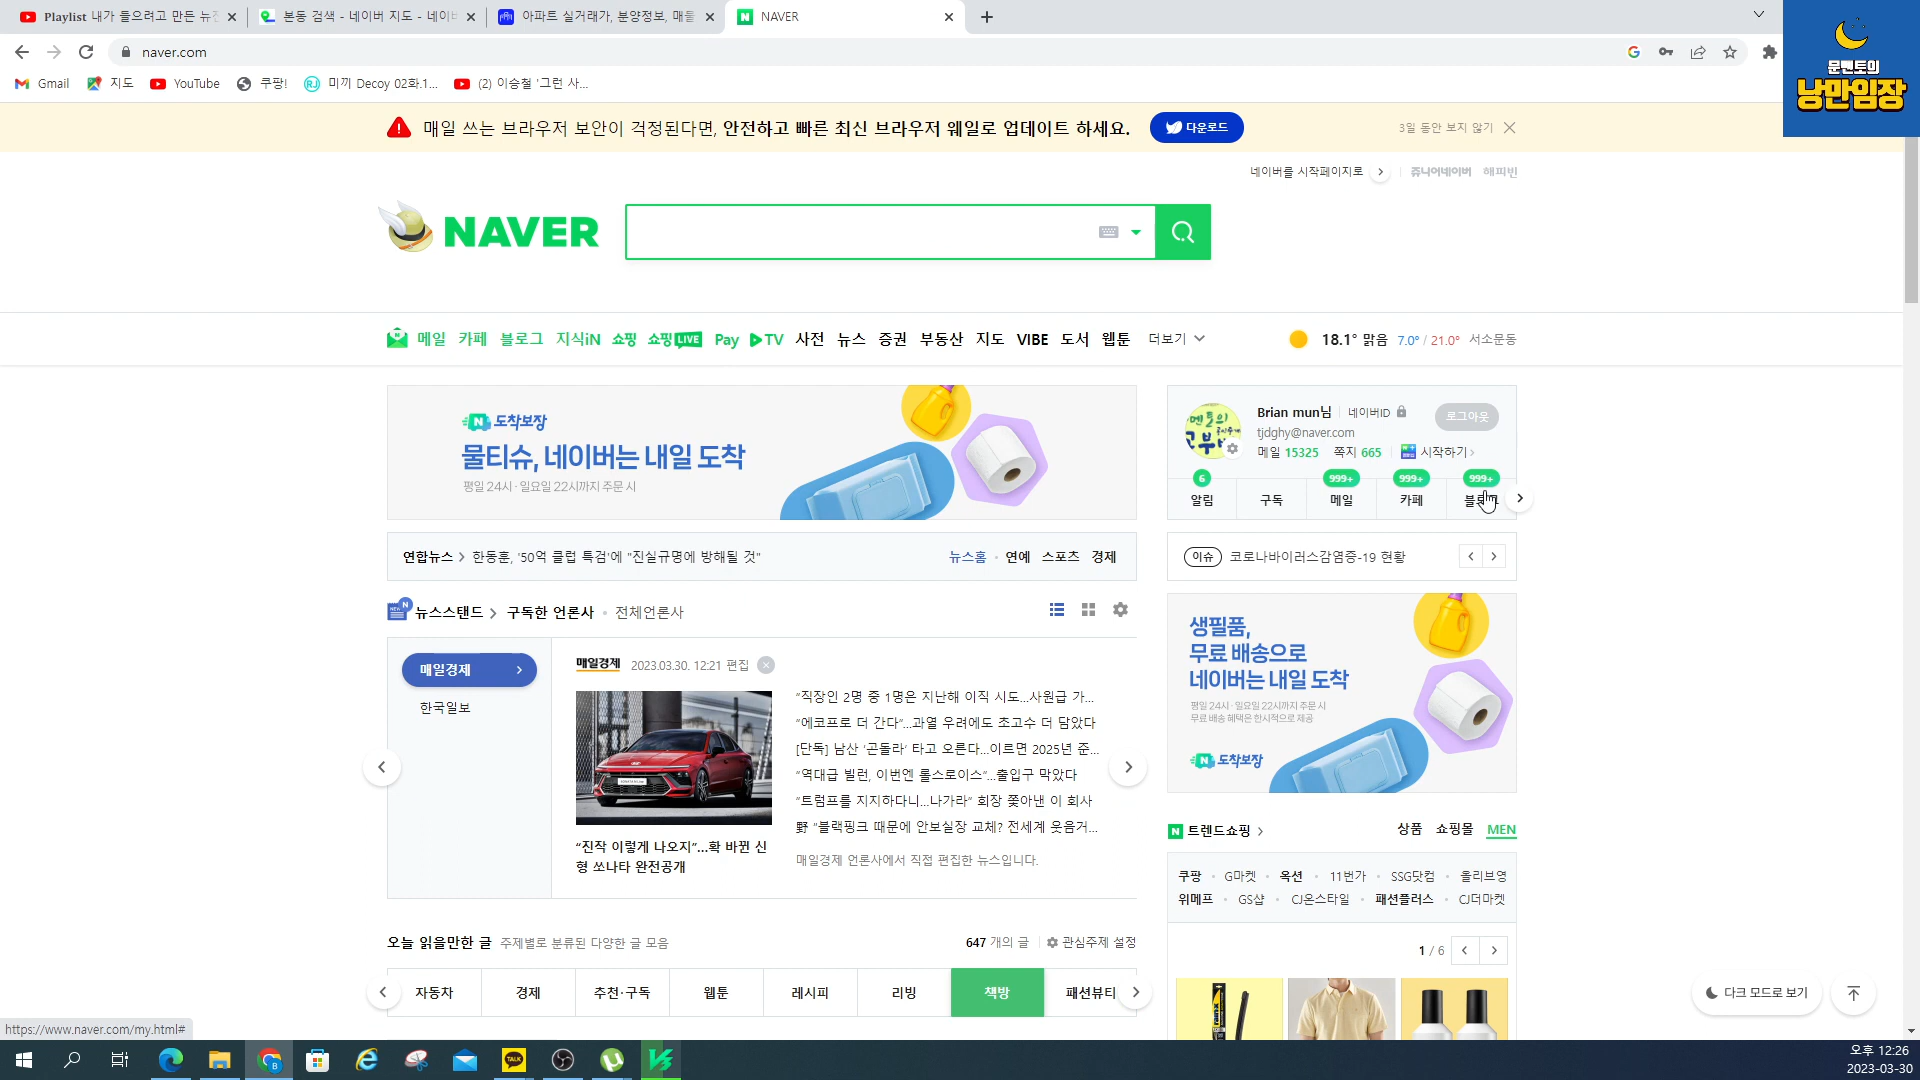 Playlist 내가 들으려고 만든 뉴진
본동 검색 - 네이버 지도 - 네이버
아파트 실거래가, 분양정보, 매물
NAVER
naver.com
Gmail
지도
YouTube
쿠팡!
미끼 Decoy 02화.1...
(2) 이승철 '그런 사...
문멘토의
낭만임장
매일 쓰는 브라우저 보안이 걱정된다면, 안전하고 빠른 최신 브라우저 웨일로 업데이트 하세요.
다운로드
3일 동안 보지 않기
네이버를 시작페이지로
쥬니어네이버
해피빈
NAVER
메일 카페 블로그 지식iN 쇼핑 쇼핑LIVE Pay TV 사전 뉴스 증권 부동산 지도 VIBE 도서 웹툰 더보기
18.1° 맑음 7.0° / 21.0° 서소문동
도착보장
물티슈, 네이버는 내일 도착
평일 24시 · 일요일 22시까지 주문 시
Brian mun님 네이버ID
로그아웃
tjdghy@naver.com
메일 15325 쪽지 665 시작하기
6 999+ 999+ 999+
알림 구독 메일 카페
연합뉴스 한동훈, '50억 클럽 특검'에 "진실규명에 방해될 것"
뉴스홈 연예 스포츠 경제
이슈 코로나바이러스감염증-19 현황
뉴스스탠드 구독한 언론사 전체언론사
매일경제
한국일보
매일경제 2023.03.30. 12:21 편집
"직장인 2명 중 1명은 지난해 이직 시도...사원급 가...
"에코프로 더 간다"...과열 우려에도 초고수 더 담았다
[단독] 남산 '곤돌라' 타고 오른다...이르면 2025년 준...
"역대급 빌런, 이번엔 롤스로이스"...출입구 막았다
"트럼프를 지지하다니...나가라" 회장 쫓아낸 이 회사
野 "블랙핑크 때문에 안보실장 교체? 전세계 웃음거...
매일경제 언론사에서 직접 편집한 뉴스입니다.
"진작 이렇게 나오지"...확 바뀐 신
형 쏘나타 완전공개
생필품,
무료 배송으로
네이버는 내일 도착
평일 24시 · 일요일 22시까지 주문 시
무료 배송 혜택은 한시적으로 제공
도착보장
트렌드쇼핑
상품 쇼핑몰 MEN
쿠팡 G마켓 옥션 11번가 SSG닷컴 올리브영
위메프 GS샵 CJ온스타일 패션플러스 CJ더마켓
1 / 6
오늘 읽을만한 글 주제별로 분류된 다양한 글 모음
647 개의 글 관심주제 설정
자동차 경제 추천·구독 웹툰 레시피 리빙 책방 패션뷰티
다크 모드로 보기
https://www.naver.com/my.html#
TALK
오후 12:26
2023-03-30